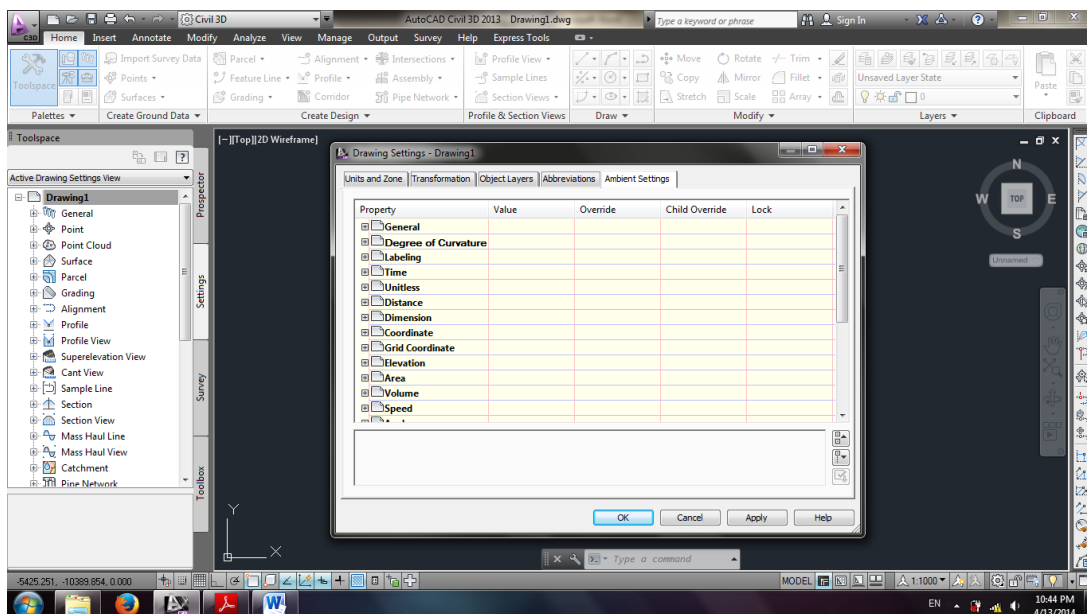 Civil 3D
AutoCAD Civil 3D 2013 Drawing1.dwg
Type a keyword or phrase
Sign In
C3D
Home Insert Annotate Modify Analyze View Manage Output Survey Help Express Tools
Toolspace
Import Survey Data
Points
Surfaces
Parcel
Feature Line
Grading
Alignment
Profile
Corridor
Intersections
Assembly
Pipe Network
Profile View
Sample Lines
Section Views
Move
Rotate
Trim
Copy
Mirror
Fillet
Stretch
Scale
Array
Unsaved Layer State
0
Paste
Palettes
Create Ground Data
Create Design
Profile & Section Views
Draw
Modify
Layers
Clipboard
Toolspace
Active Drawing Settings View
Drawing1
General
Point
Point Cloud
Surface
Parcel
Grading
Alignment
Profile
Profile View
Superelevation View
Cant View
Sample Line
Section
Section View
Mass Haul Line
Mass Haul View
Catchment
Pipe Network
Prospector
Settings
Survey
Toolbox
[−][Top][2D Wireframe]
Drawing Settings - Drawing1
Units and Zone Transformation Object Layers Abbreviations Ambient Settings
Property Value Override Child Override Lock
General
Degree of Curvature
Labeling
Time
Unitless
Distance
Dimension
Coordinate
Grid Coordinate
Elevation
Area
Volume
Speed
OK Cancel Apply Help
N
W TOP E
S
Unnamed
Y
X
Type a command
-5425.251, -10389.854, 0.000
MODEL
1:1000
EN
10:44 PM
4/13/2014